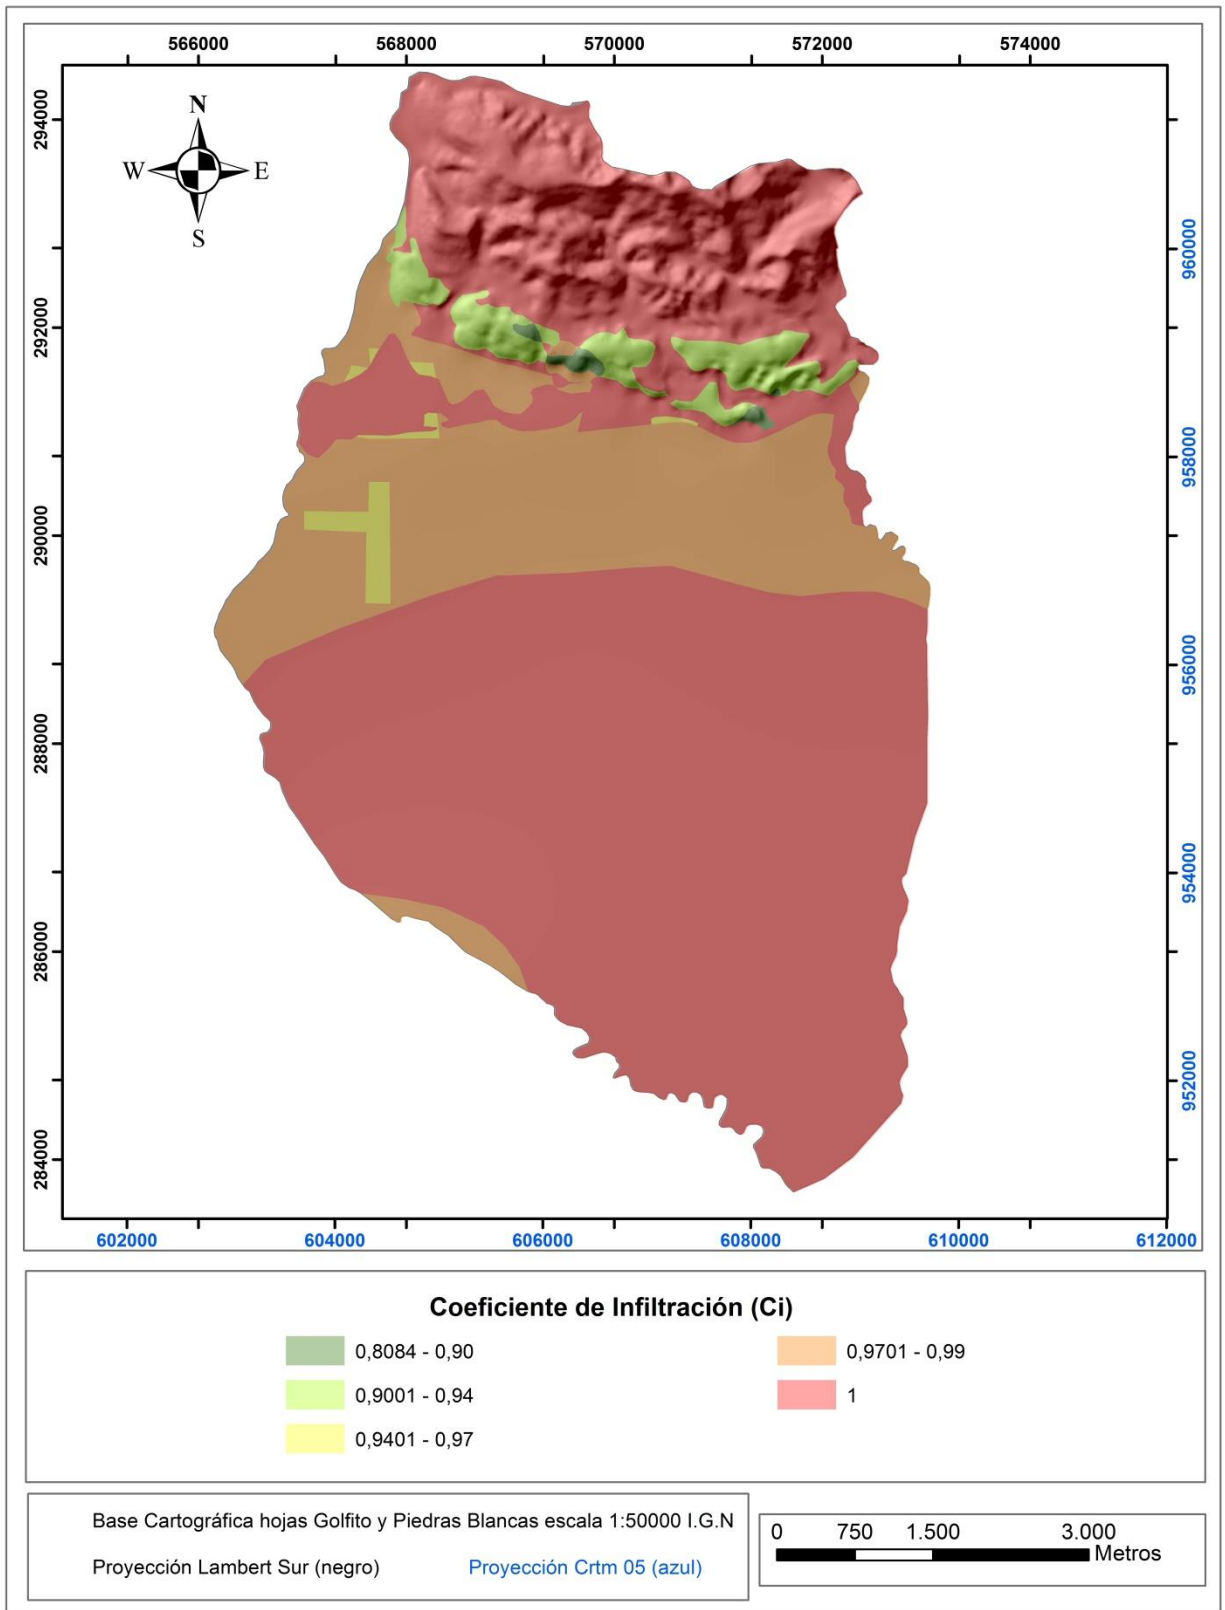 566000 568000 570000 572000 574000
N
W E
S
294000
292000
290000
288000
286000
284000
960000
958000
956000
954000
952000
602000 604000 606000 608000 610000 612000
Coeficiente de Infiltración (Ci)
0,8084 - 0,90
0,9001 - 0,94
0,9401 - 0,97
0,9701 - 0,99
1
Base Cartográfica hojas Golfito y Piedras Blancas escala 1:50000 I.G.N
Proyección Lambert Sur (negro) Proyección Crtm 05 (azul)
0 750 1.500 3.000
Metros